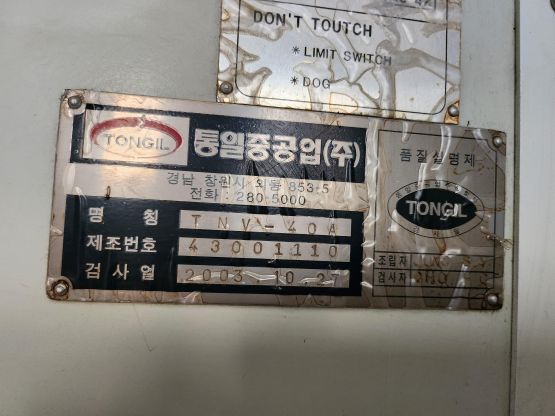 DON'T TOUTCH
* LIMIT SWITCH
* DOG
TONGIL
통일중공업(주)
경남 창원시 외동 853-5
전화 : 280-5000
명 칭 TNV-40A
제조번호 43001110
검사일 2003.10.27
품질실명제
TONGIL
조립자
검사자